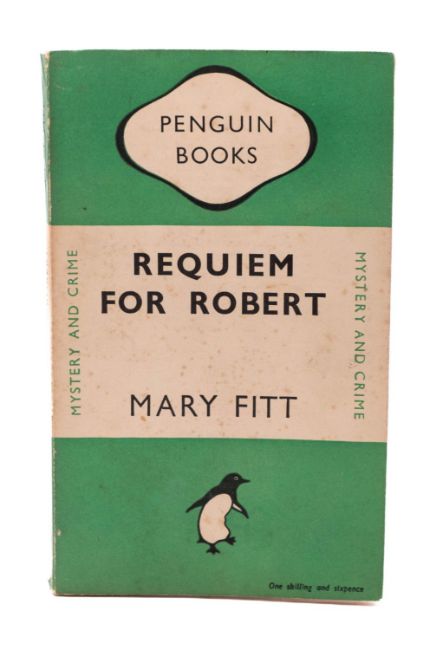 PENGUIN
BOOKS
MYSTERY AND CRIME
REQUIEM
FOR ROBERT
MARY FITT
MYSTERY AND CRIME
One shilling and sixpence